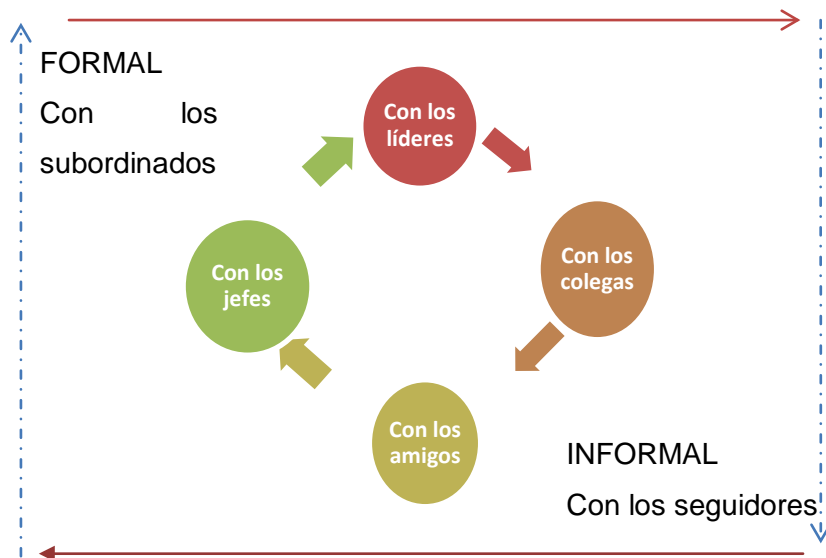 FORMAL
Con los
subordinados
Con los
líderes
Con los
colegas
Con los
jefes
Con los
amigos
INFORMAL
Con los seguidores